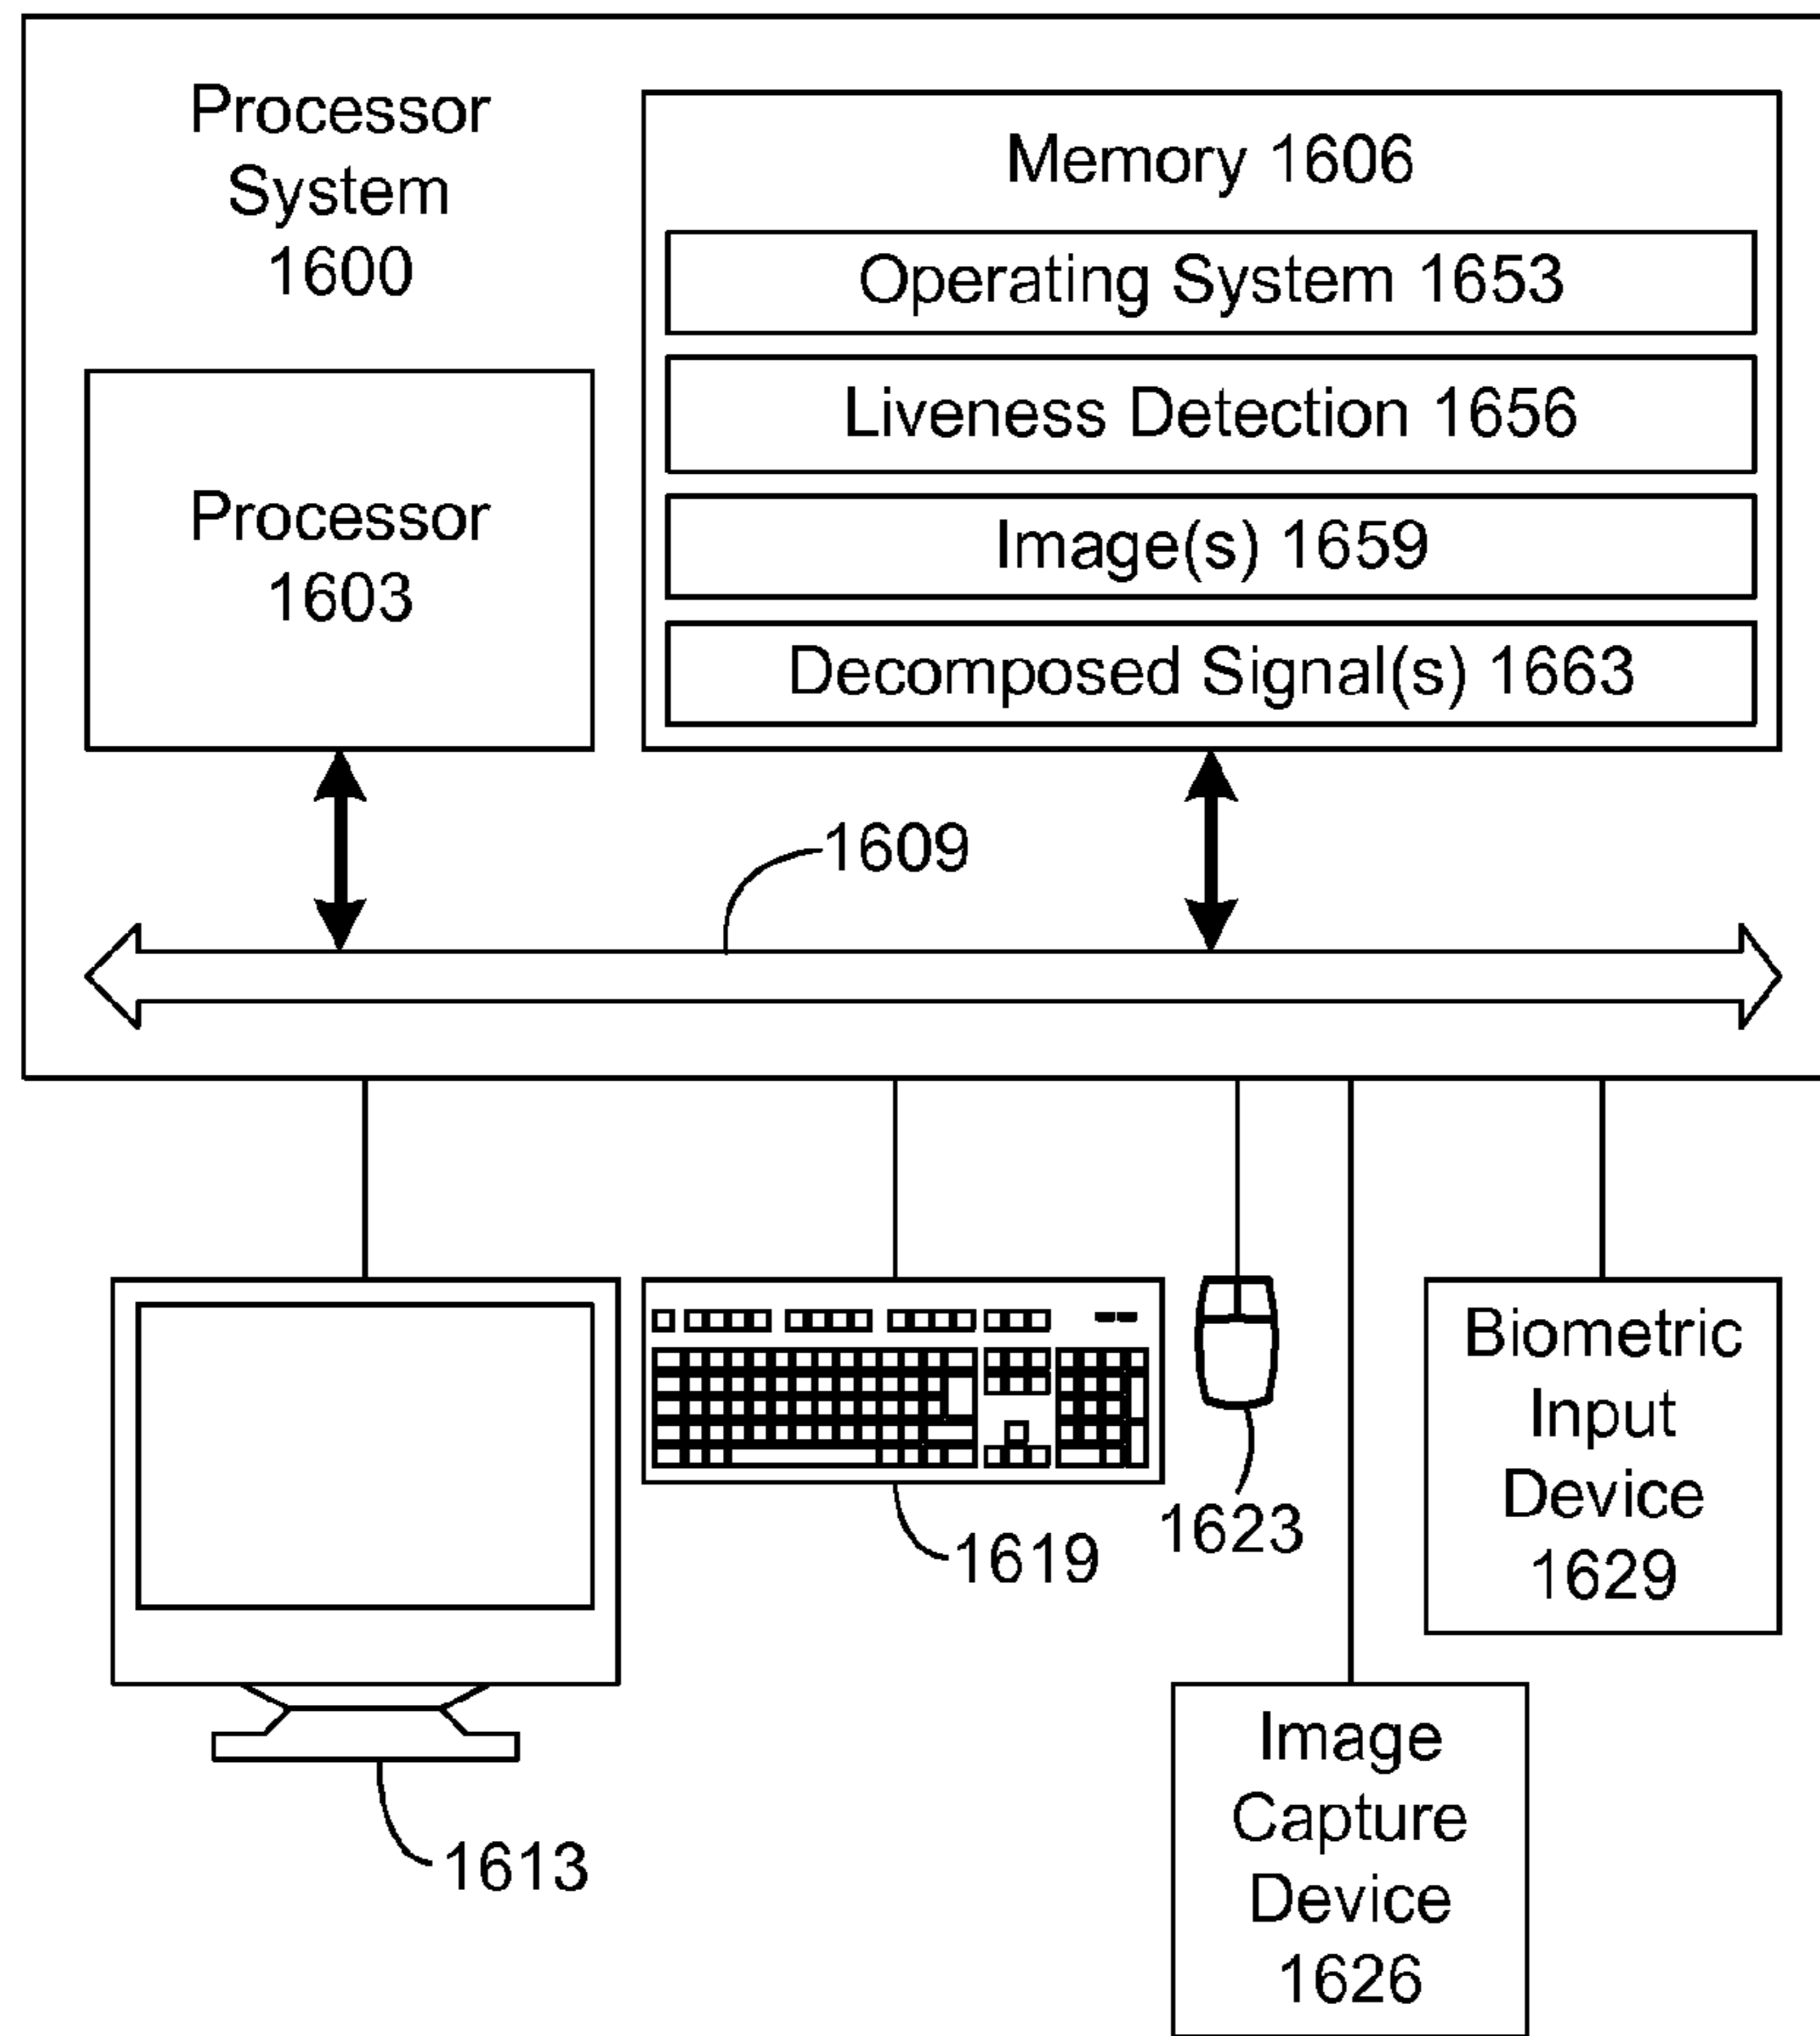 Processor
System
1600
Memory 1606
Operating System 1653
Liveness Detection 1656
Image(s) 1659
Decomposed Signal(s) 1663
Processor
1603
1609
Biometric
Input
Device
1629
1623
1619
Image
Capture
Device
1626
1613